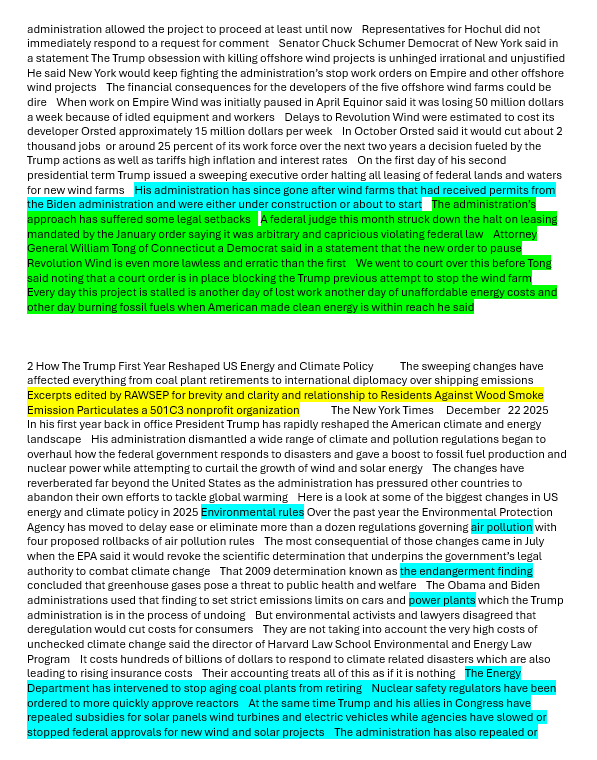 administration allowed the project to proceed at least until now    Representatives for Hochul did not
immediately respond to a request for comment    Senator Chuck Schumer Democrat of New York said in
a statement The Trump obsession with killing offshore wind projects is unhinged irrational and unjustified
He said New York would keep fighting the administration's stop work orders on Empire and other offshore
wind projects    The financial consequences for the developers of the five offshore wind farms could be
dire    When work on Empire Wind was initially paused in April Equinor said it was losing 50 million dollars
a week because of idled equipment and workers    Delays to Revolution Wind were estimated to cost its
developer Orsted approximately 15 million dollars per week    In October Orsted said it would cut about 2
thousand jobs  or around 25 percent of its work force over the next two years a decision fueled by the
Trump actions as well as tariffs high inflation and interest rates    On the first day of his second
presidential term Trump issued a sweeping executive order halting all leasing of federal lands and waters
for new wind farms    His administration has since gone after wind farms that had received permits from
the Biden administration and were either under construction or about to start    The administration's
approach has suffered some legal setbacks    A federal judge this month struck down the halt on leasing
mandated by the January order saying it was arbitrary and capricious violating federal law    Attorney
General William Tong of Connecticut a Democrat said in a statement that the new order to pause
Revolution Wind is even more lawless and erratic than the first    We went to court over this before Tong
said noting that a court order is in place blocking the Trump previous attempt to stop the wind farm
Every day this project is stalled is another day of lost work another day of unaffordable energy costs and
other day burning fossil fuels when American made clean energy is within reach he said
2 How The Trump First Year Reshaped US Energy and Climate Policy        The sweeping changes have
affected everything from coal plant retirements to international diplomacy over shipping emissions
Excerpts edited by RAWSEP for brevity and clarity and relationship to Residents Against Wood Smoke
Emission Particulates a 501C3 nonprofit organization        The New York Times    December  22 2025
In his first year back in office President Trump has rapidly reshaped the American climate and energy
landscape    His administration dismantled a wide range of climate and pollution regulations began to
overhaul how the federal government responds to disasters and gave a boost to fossil fuel production and
nuclear power while attempting to curtail the growth of wind and solar energy    The changes have
reverberated far beyond the United States as the administration has pressured other countries to
abandon their own efforts to tackle global warming    Here is a look at some of the biggest changes in US
energy and climate policy in 2025 Environmental rules Over the past year the Environmental Protection
Agency has moved to delay ease or eliminate more than a dozen regulations governing air pollution with
four proposed rollbacks of air pollution rules    The most consequential of those changes came in July
when the EPA said it would revoke the scientific determination that underpins the government's legal
authority to combat climate change    That 2009 determination known as the endangerment finding
concluded that greenhouse gases pose a threat to public health and welfare    The Obama and Biden
administrations used that finding to set strict emissions limits on cars and power plants which the Trump
administration is in the process of undoing    But environmental activists and lawyers disagreed that
deregulation would cut costs for consumers    They are not taking into account the very high costs of
unchecked climate change said the director of Harvard Law School Environmental and Energy Law
Program    It costs hundreds of billions of dollars to respond to climate related disasters which are also
leading to rising insurance costs    Their accounting treats all of this as if it is nothing    The Energy
Department has intervened to stop aging coal plants from retiring    Nuclear safety regulators have been
ordered to more quickly approve reactors    At the same time Trump and his allies in Congress have
repealed subsidies for solar panels wind turbines and electric vehicles while agencies have slowed or
stopped federal approvals for new wind and solar projects    The administration has also repealed or